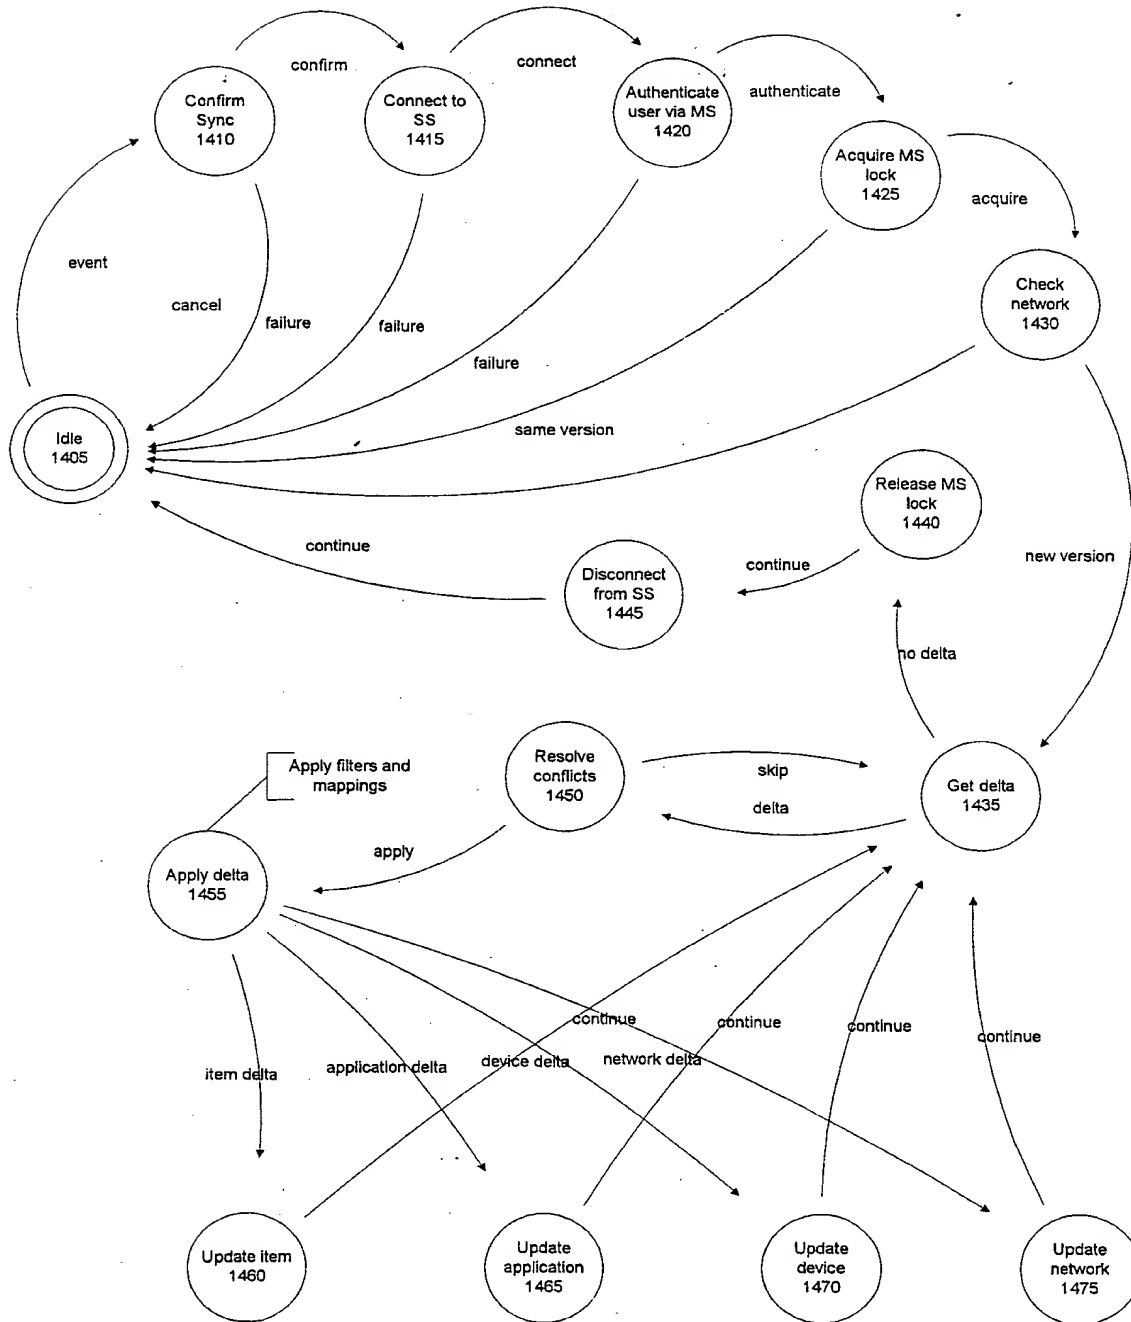 confirm
connect
Confirm
Sync
1410
Connect to
SS
1415
Authenticate
user via MS
1420
authenticate
Acquire MS
lock
1425
acquire
event
cancel
failure
failure
failure
same version
Check
network
1430
Idle
1405
Release MS
lock
1440
new version
continue
continue
Disconnect
from SS
1445
no delta
Apply filters and
mappings
Resolve
conflicts
1450
skip
delta
Get delta
1435
apply
Apply delta
1455
continue
continue
continue
continue
item delta
application delta
device delta
network delta
Update item
1460
Update
application
1465
Update
device
1470
Update
network
1475